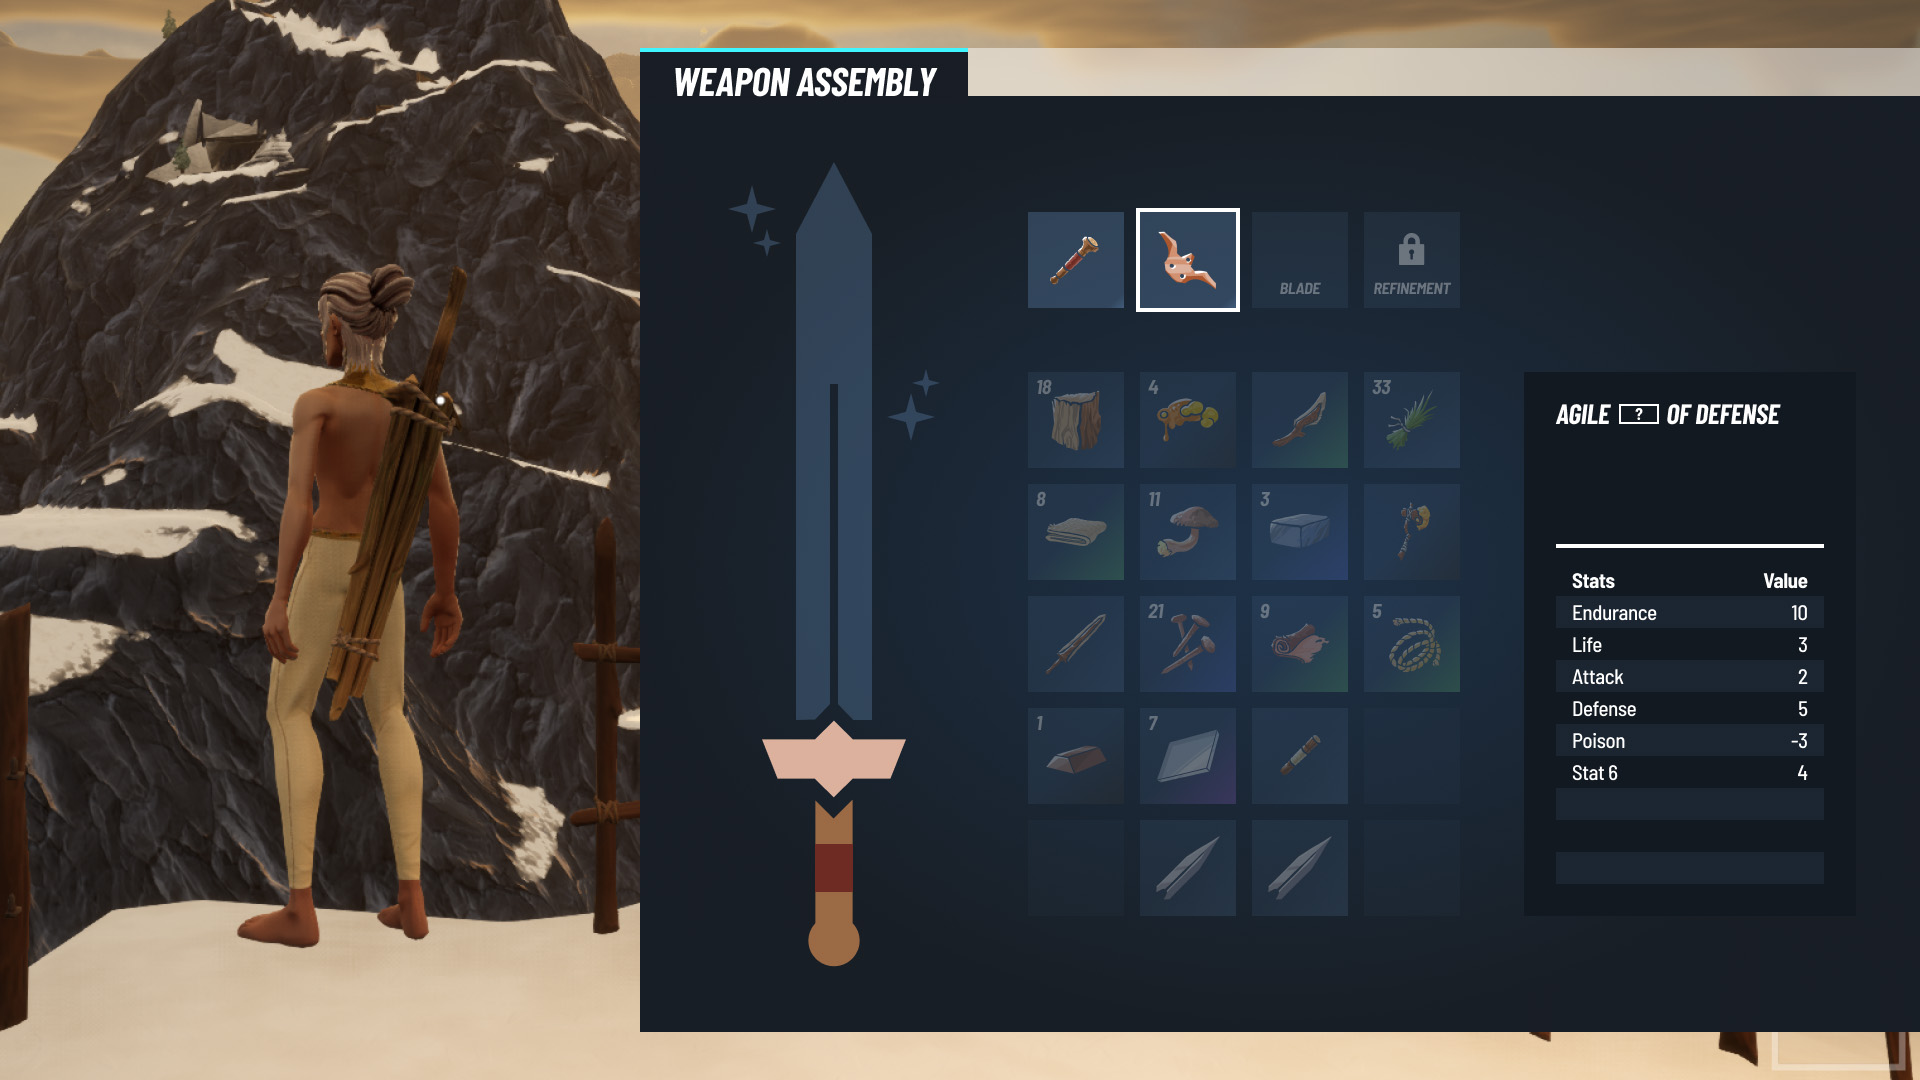 WEAPON ASSEMBLY
BLADE
REFINEMENT
18
4
33
8
11
3
21
9
5
1
7
AGILE ? OF DEFENSE
Stats Value
Endurance 10
Life 3
Attack 2
Defense 5
Poison -3
Stat 6 4